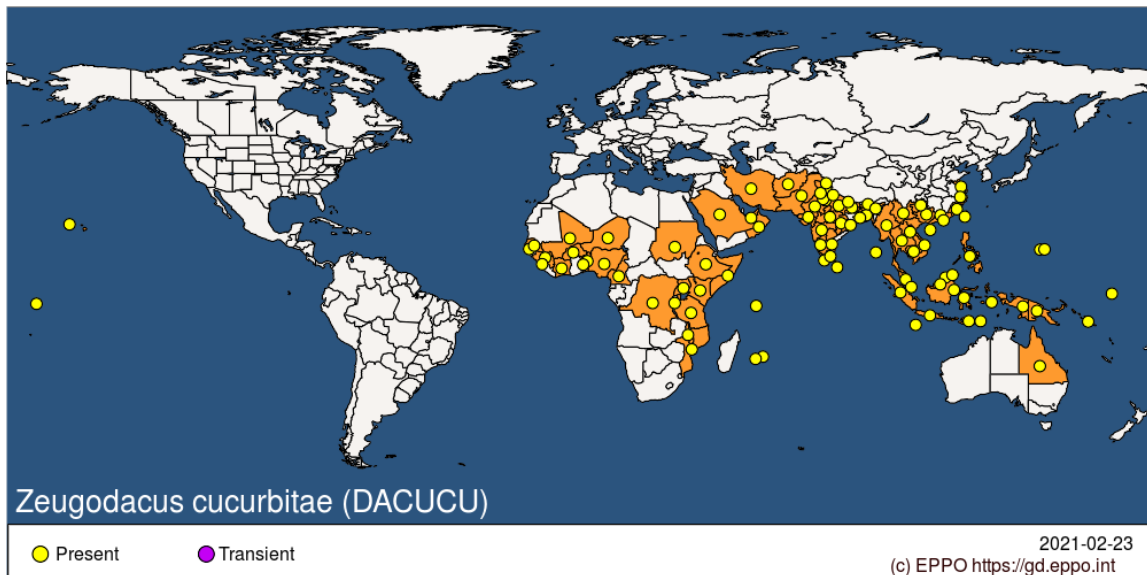 Zeugodacus cucurbitae (DACUCU)
Present
Transient
2021-02-23
(c) EPPO https://gd.eppo.int